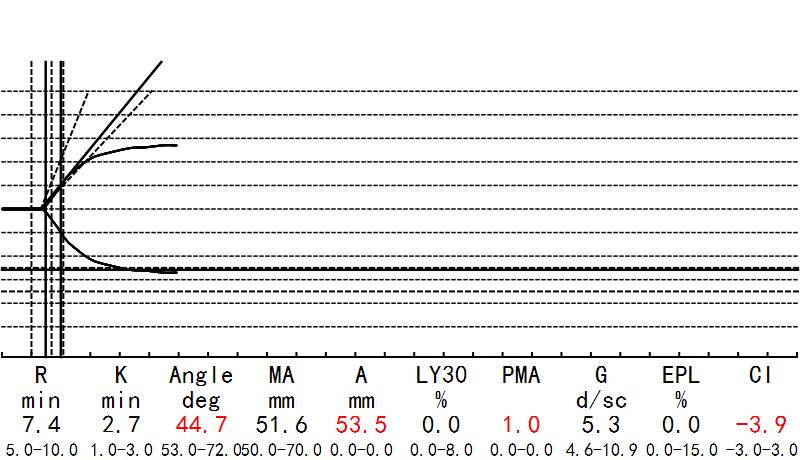 R K Angle MA A LY30 PMA G EPL CI
min min deg mm mm % d/sc %
7.4 2.7 44.7 51.6 53.5 0.0 1.0 5.3 0.0 -3.9
5.0-10.0 1.0-3.0 53.0-72.0 50.0-70.0 0.0-0.0 0.0-8.0 0.0-0.0 4.6-10.9 0.0-15.0 -3.0-3.0